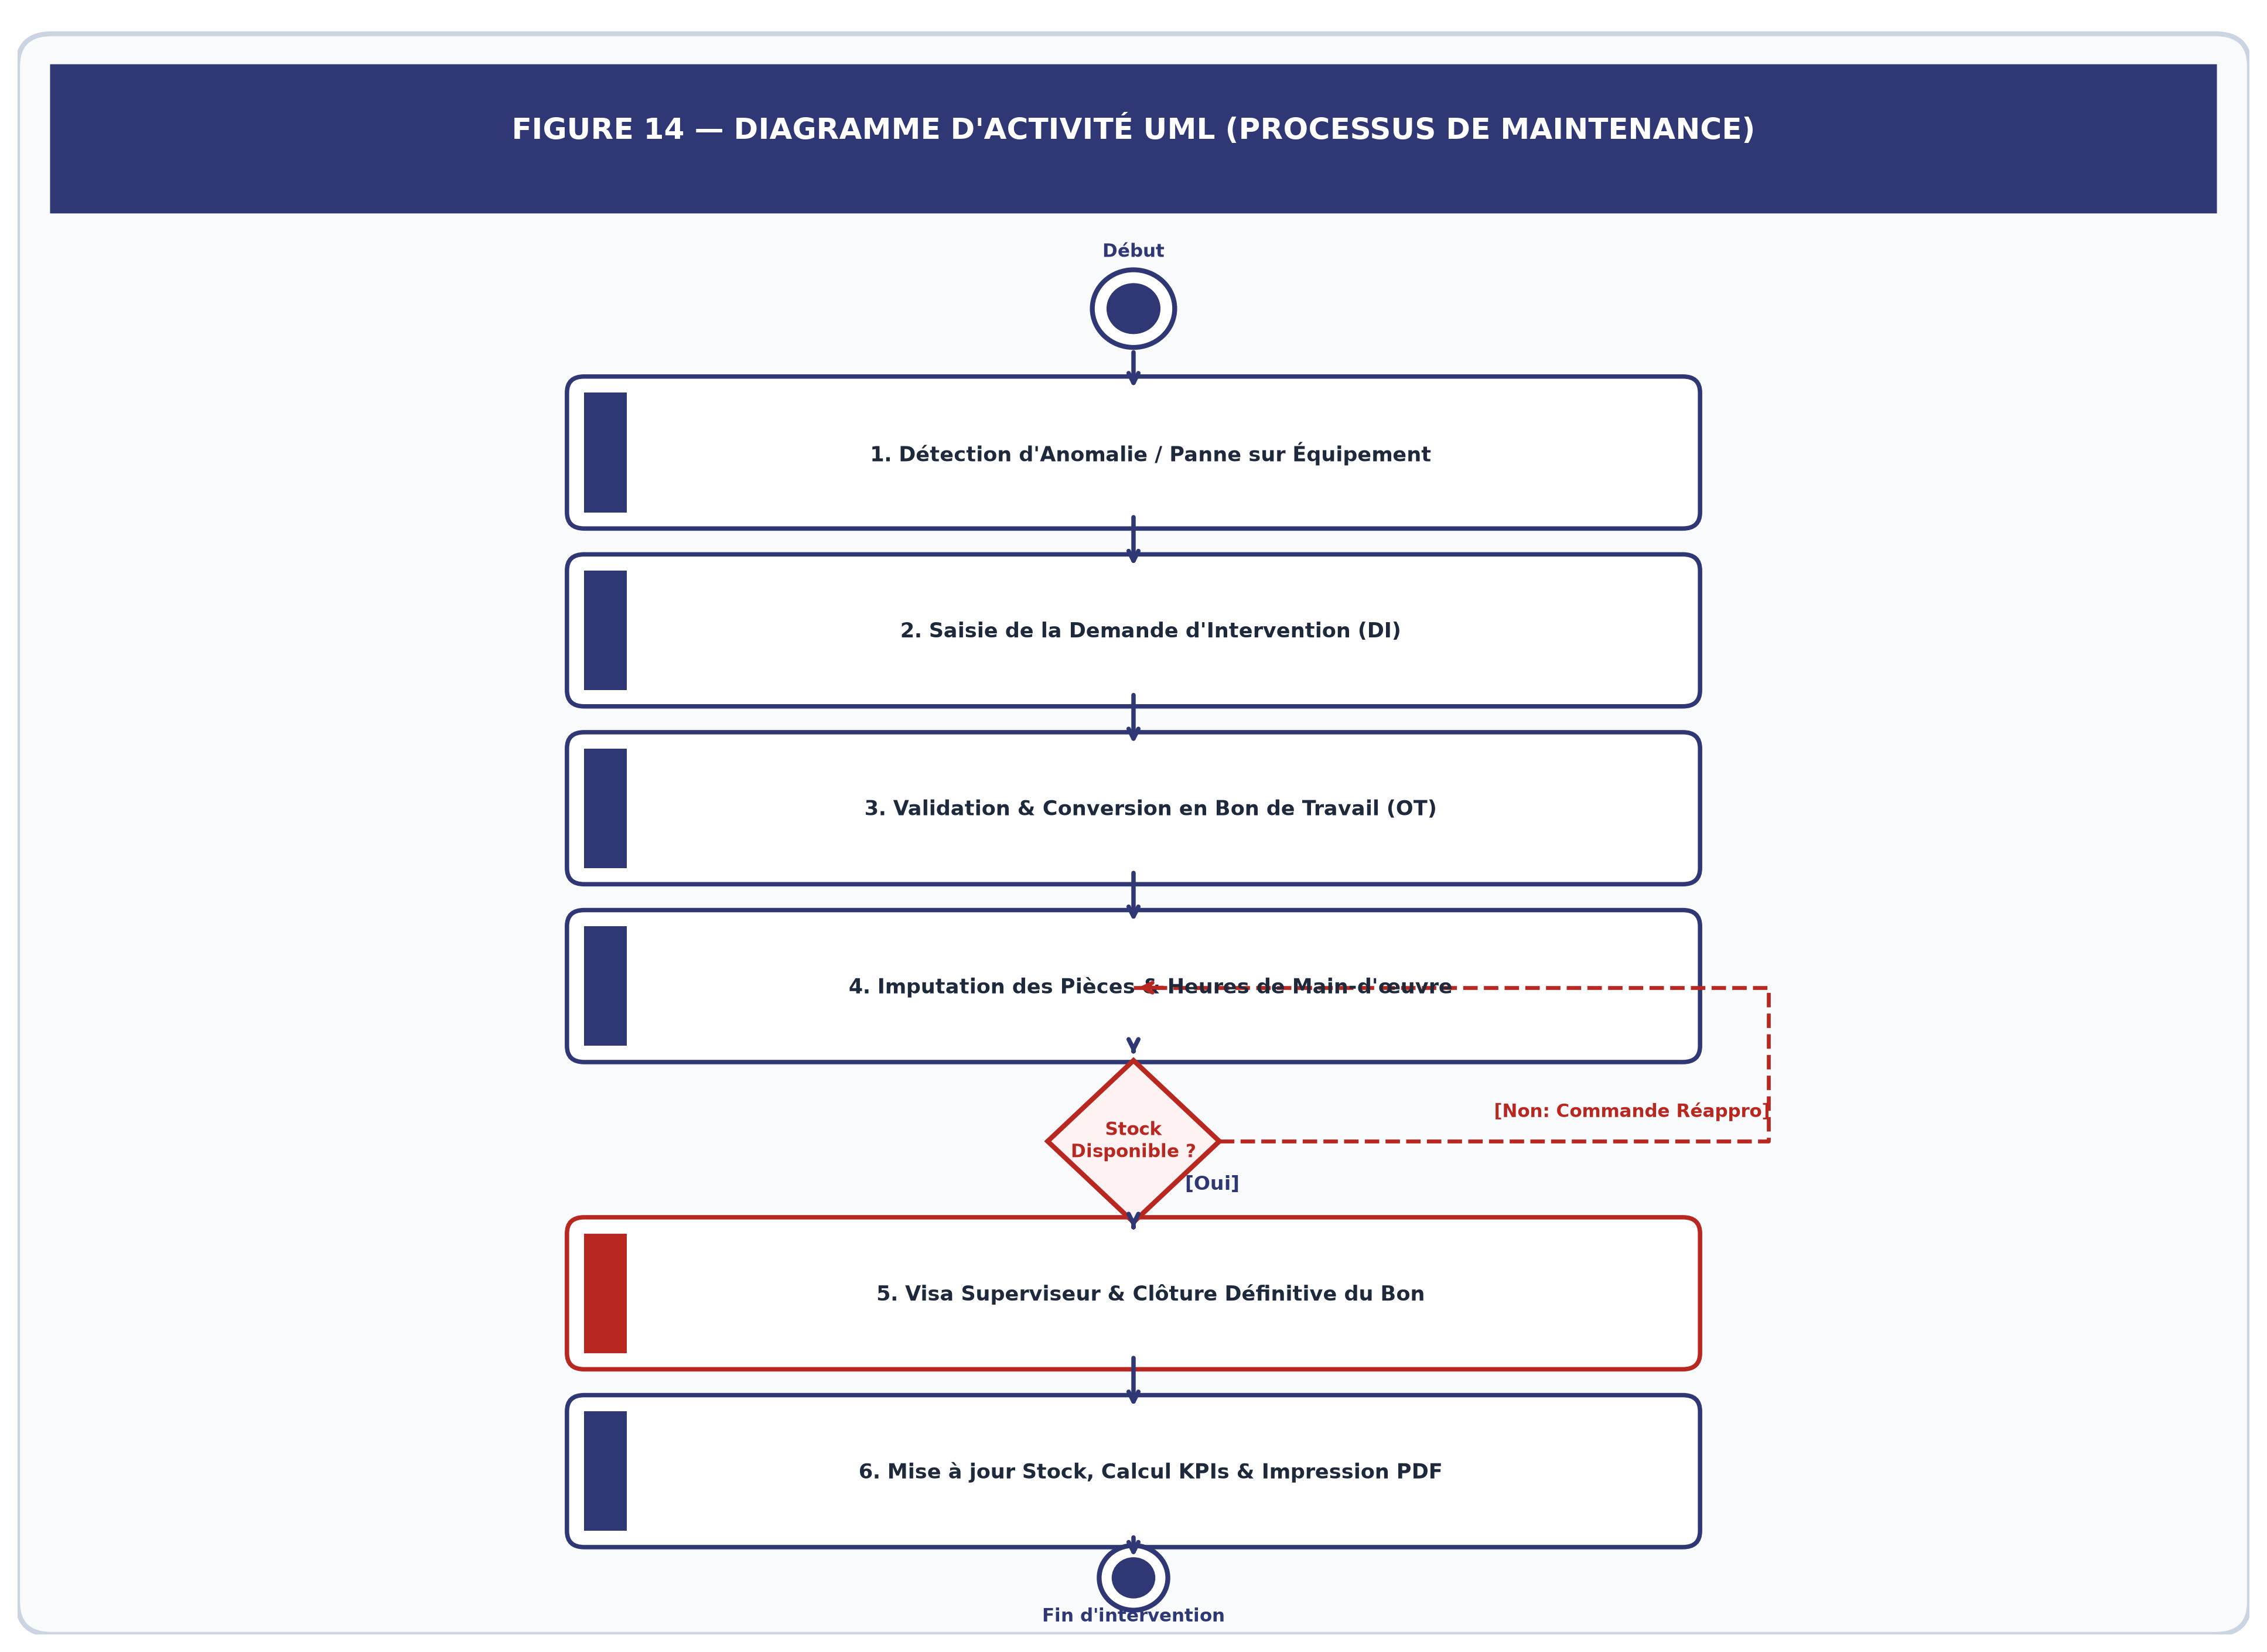 FIGURE 14 — DIAGRAMME D'ACTIVITÉ UML (PROCESSUS DE MAINTENANCE)
Début
1. Détection d'Anomalie / Panne sur Équipement
2. Saisie de la Demande d'Intervention (DI)
3. Validation & Conversion en Bon de Travail (OT)
4. Imputation des Pièces & Heures de Main-d'œuvre
[Non: Commande Réappro]
Stock
Disponible ?
[Oui]
5. Visa Superviseur & Clôture Définitive du Bon
6. Mise à jour Stock, Calcul KPIs & Impression PDF
Fin d'intervention